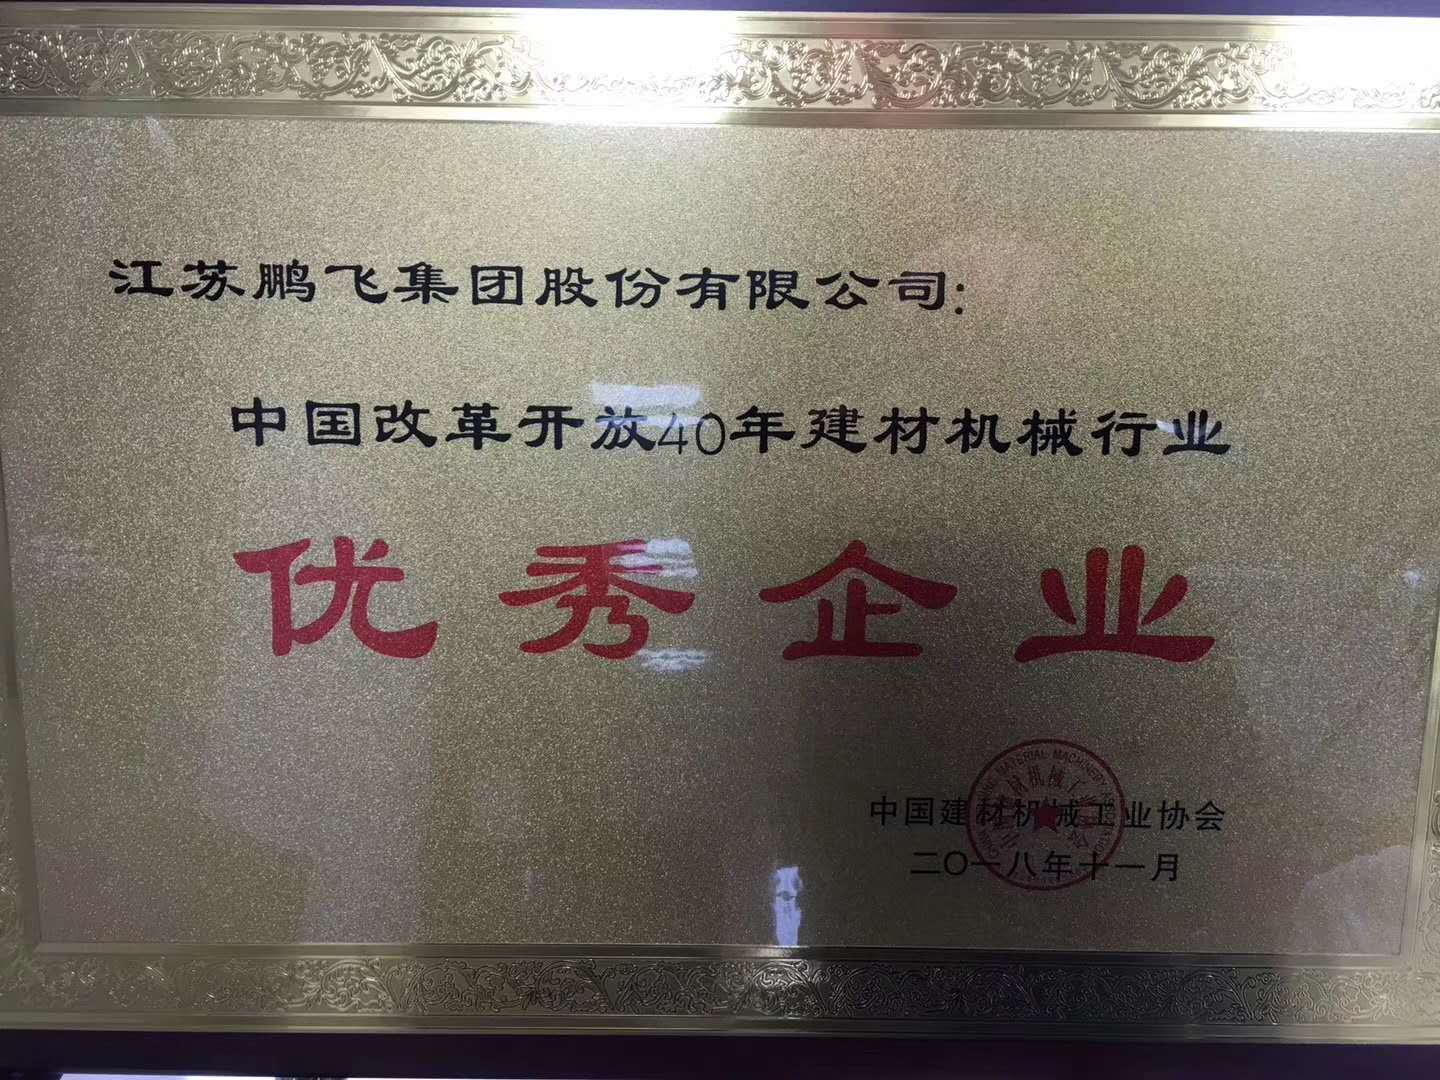 江苏鹏飞集团股份有限公司:
中国改革开放40年建材机械行业
优秀企业
中国建材机械工业协会
二〇一八年十一月